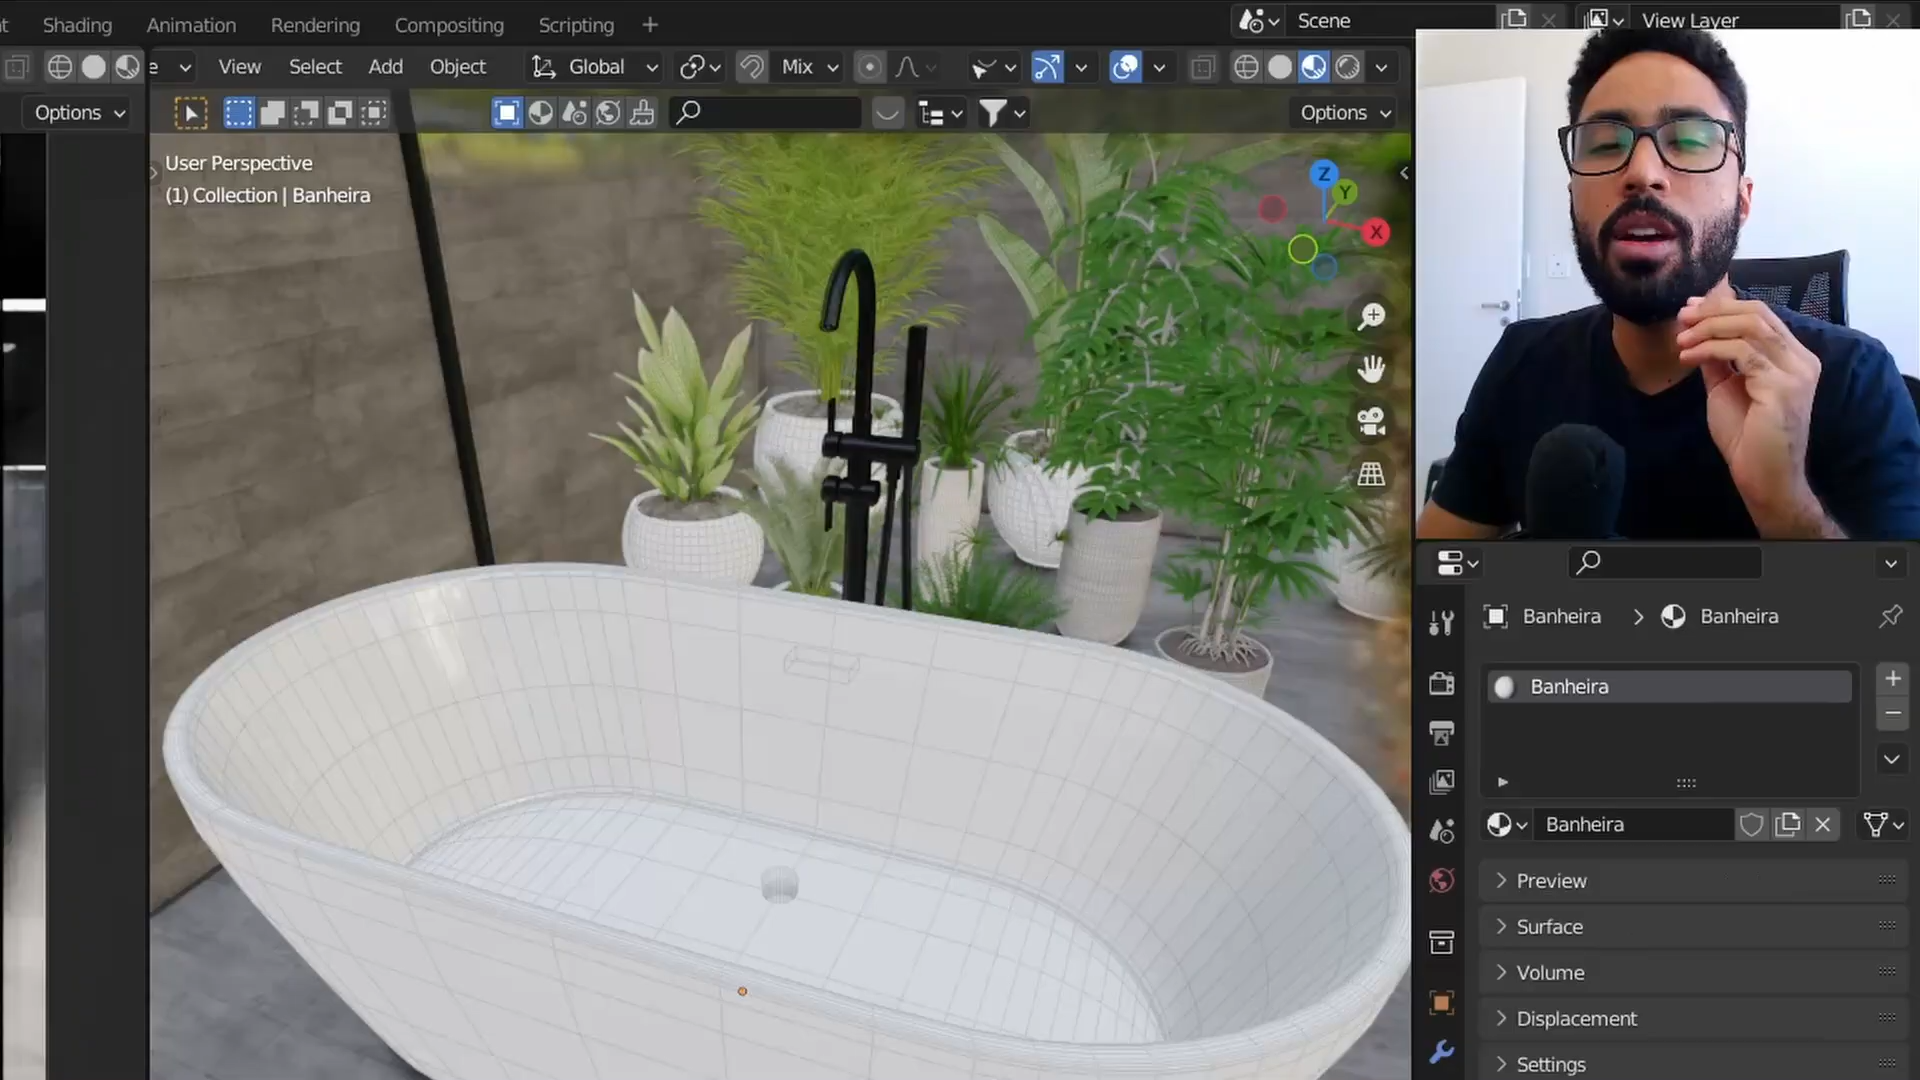 t Shading Animation Rendering Compositing Scripting +
Scene
View Layer
e View Select Add Object Global Mix
Options
Options
User Perspective
(1) Collection | Banheira
Z
Y
X
Banheira > Banheira
Banheira
Banheira
Preview
Surface
Volume
Displacement
Settings